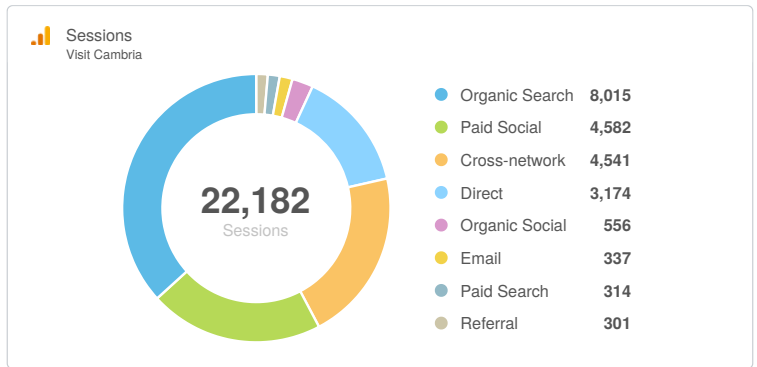 Sessions
Visit Cambria
22,182
Sessions
Organic Search 8,015
Paid Social 4,582
Cross-network 4,541
Direct 3,174
Organic Social 556
Email 337
Paid Search 314
Referral 301